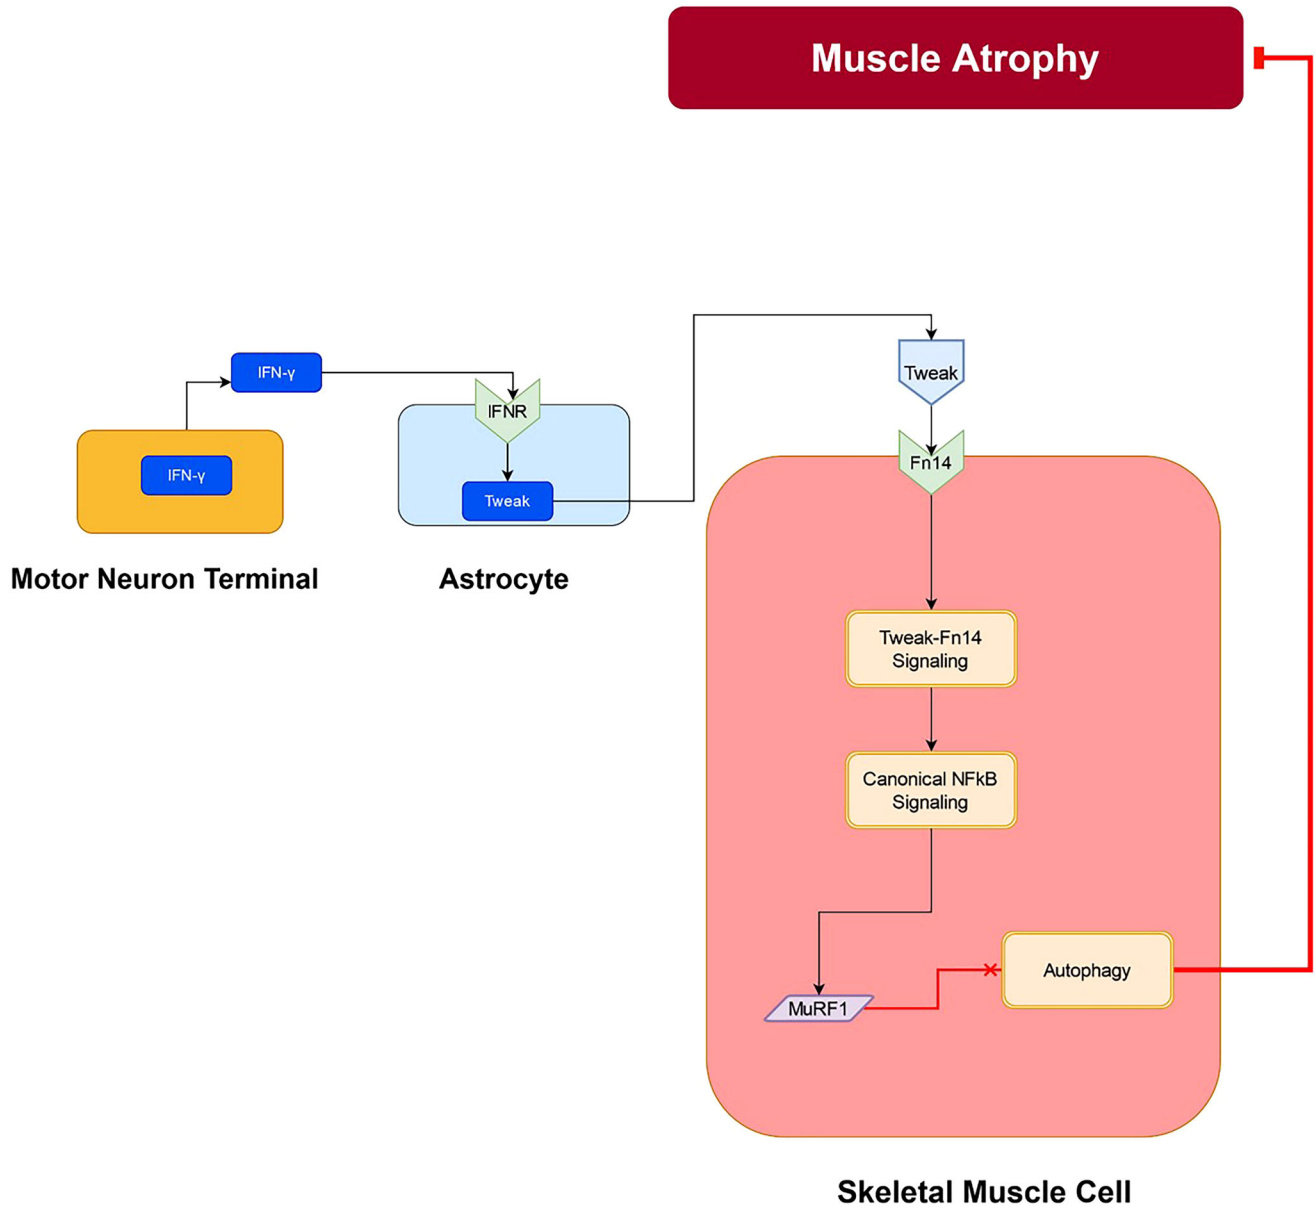 Muscle Atrophy
IFN-γ
IFN-γ
Motor Neuron Terminal
IFNR
Tweak
Astrocyte
Tweak
Fn14
Tweak-Fn14
Signaling
Canonical NFkB
Signaling
MuRF1
Autophagy
Skeletal Muscle Cell